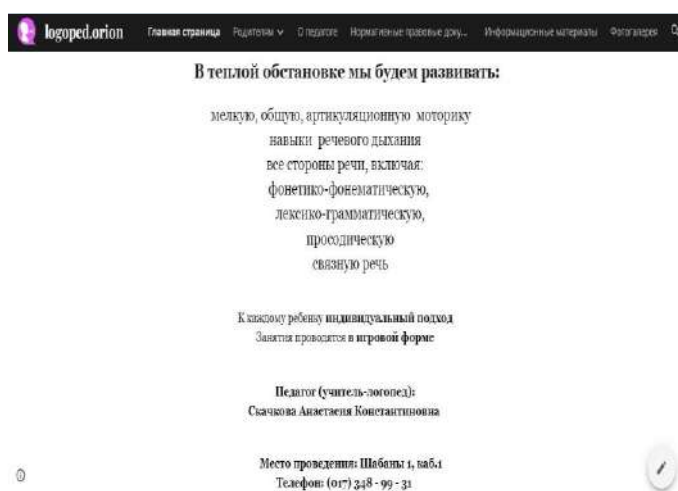 logoped.orion Главная страница Родителям О педагоге Нормативные правовые доку... Информационные материалы Фотогалерея
В теплой обстановке мы будем развивать:
мелкую, общую, артикуляционную моторику
навыки речевого дыхания
все стороны речи, включая:
фонетико-фонематическую,
лексико-грамматическую,
просодическую
связную речь
К каждому ребенку индивидуальный подход
Занятия проводятся в игровой форме
Педагог (учитель-логопед):
Скачкова Анастасия Константиновна
Место проведения: Шабаны 1, каб.1
Телефон: (017) 348 - 99 - 31